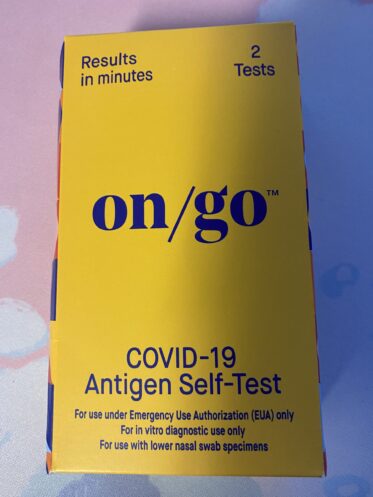 Results
in minutes
2
Tests
on/go™
COVID-19
Antigen Self-Test
For use under Emergency Use Authorization (EUA) only
For in vitro diagnostic use only
For use with lower nasal swab specimens